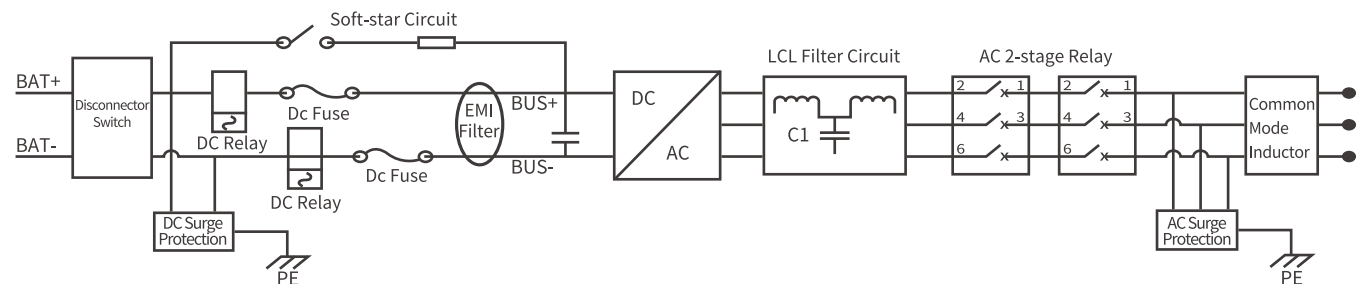 Soft-star Circuit
BAT+
BAT-
Disconnector
Switch
DC Relay
Dc Fuse
DC Relay
Dc Fuse
EMI
Filter
BUS+
BUS-
DC
AC
LCL Filter Circuit
C1
AC 2-stage Relay
2 1
4 3
6
2 1
4 3
6
Common
Mode
Inductor
DC Surge
Protection
PE
AC Surge
Protection
PE